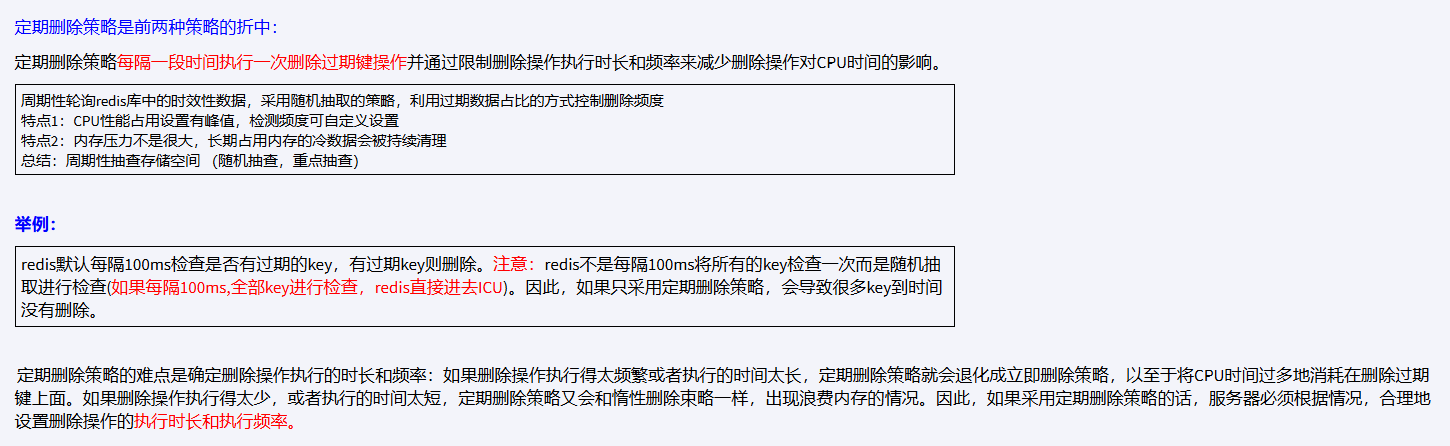 定期删除策略是前两种策略的折中：
定期删除策略每隔一段时间执行一次删除过期键操作并通过限制删除操作执行时长和频率来减少删除操作对CPU时间的影响。
周期性轮询redis库中的时效性数据，采用随机抽取的策略，利用过期数据占比的方式控制删除频度
特点1：CPU性能占用设置有峰值，检测频度可自定义设置
特点2：内存压力不是很大，长期占用内存的冷数据会被持续清理
总结：周期性抽查存储空间 （随机抽查，重点抽查）
举例：
redis默认每隔100ms检查是否有过期的key，有过期key则删除。注意：redis不是每隔100ms将所有的key检查一次而是随机抽
取进行检查(如果每隔100ms,全部key进行检查，redis直接进去ICU)。因此，如果只采用定期删除策略，会导致很多key到时间
没有删除。
定期删除策略的难点是确定删除操作执行的时长和频率：如果删除操作执行得太频繁或者执行的时间太长，定期删除策略就会退化成立即删除策略，以至于将CPU时间过多地消耗在删除过期
键上面。如果删除操作执行得太少，或者执行的时间太短，定期删除策略又会和惰性删除束略一样，出现浪费内存的情况。因此，如果采用定期删除策略的话，服务器必须根据情况，合理地
设置删除操作的执行时长和执行频率。